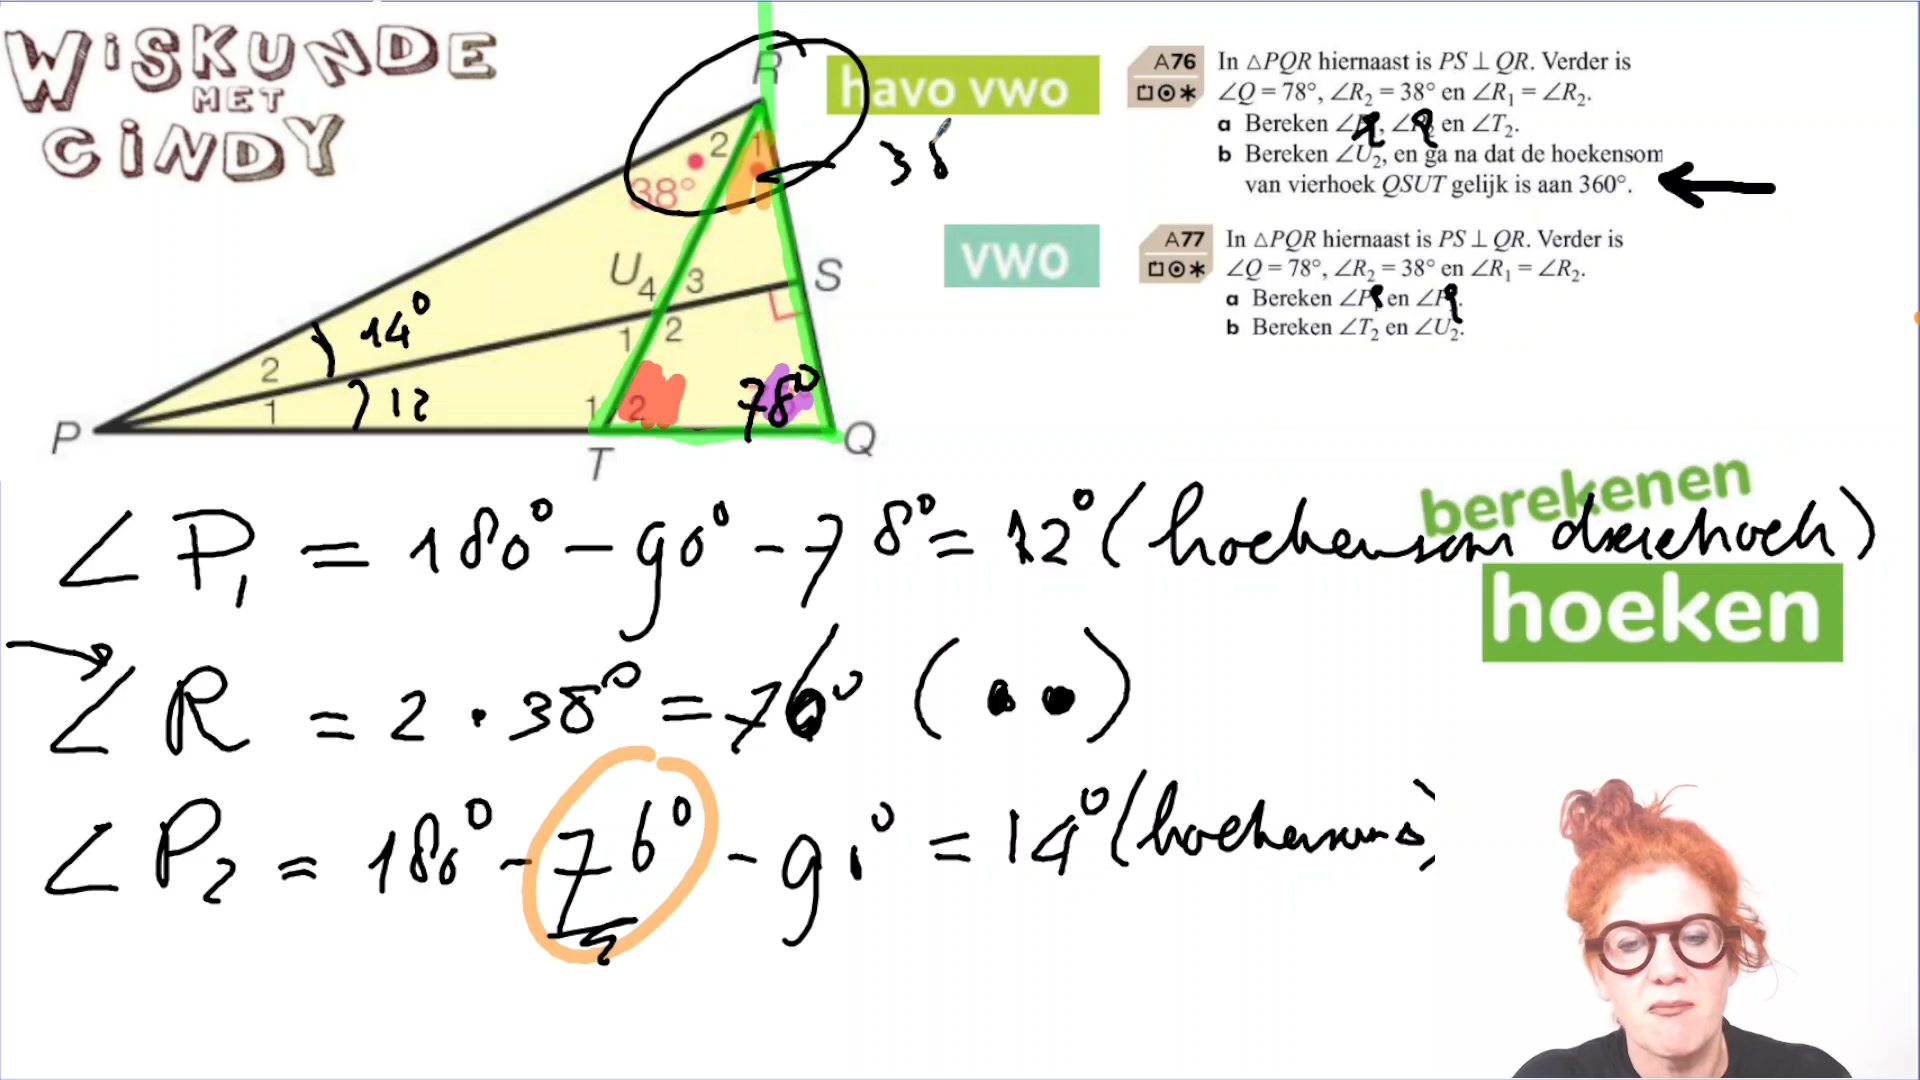 WISKUNDE
MET
CINDY
havo vwo
vwo
A76
In △PQR hiernaast is PS ⊥ QR. Verder is
∠Q = 78°, ∠R₂ = 38° en ∠R₁ = ∠R₂.
a Bereken ∠, ∠ en ∠T₂.
b Bereken ∠U₂, en ga na dat de hoekensom
van vierhoek QSUT gelijk is aan 360°.
A77
In △PQR hiernaast is PS ⊥ QR. Verder is
∠Q = 78°, ∠R₂ = 38° en ∠R₁ = ∠R₂.
a Bereken ∠P en ∠P.
b Bereken ∠T₂ en ∠U₂.
R
2 1
38°
38
U 4 3
S
1 2
2
14°
1
12
1 2
78°
P
T
Q
∠P₁ = 180° - 90° - 78° = 12° (hoekensom driehoek)
berekenen
hoeken
∠R = 2 · 38° = 76° (• •)
∠P₂ = 180° - 76° - 90° = 14° (hoekensom △)